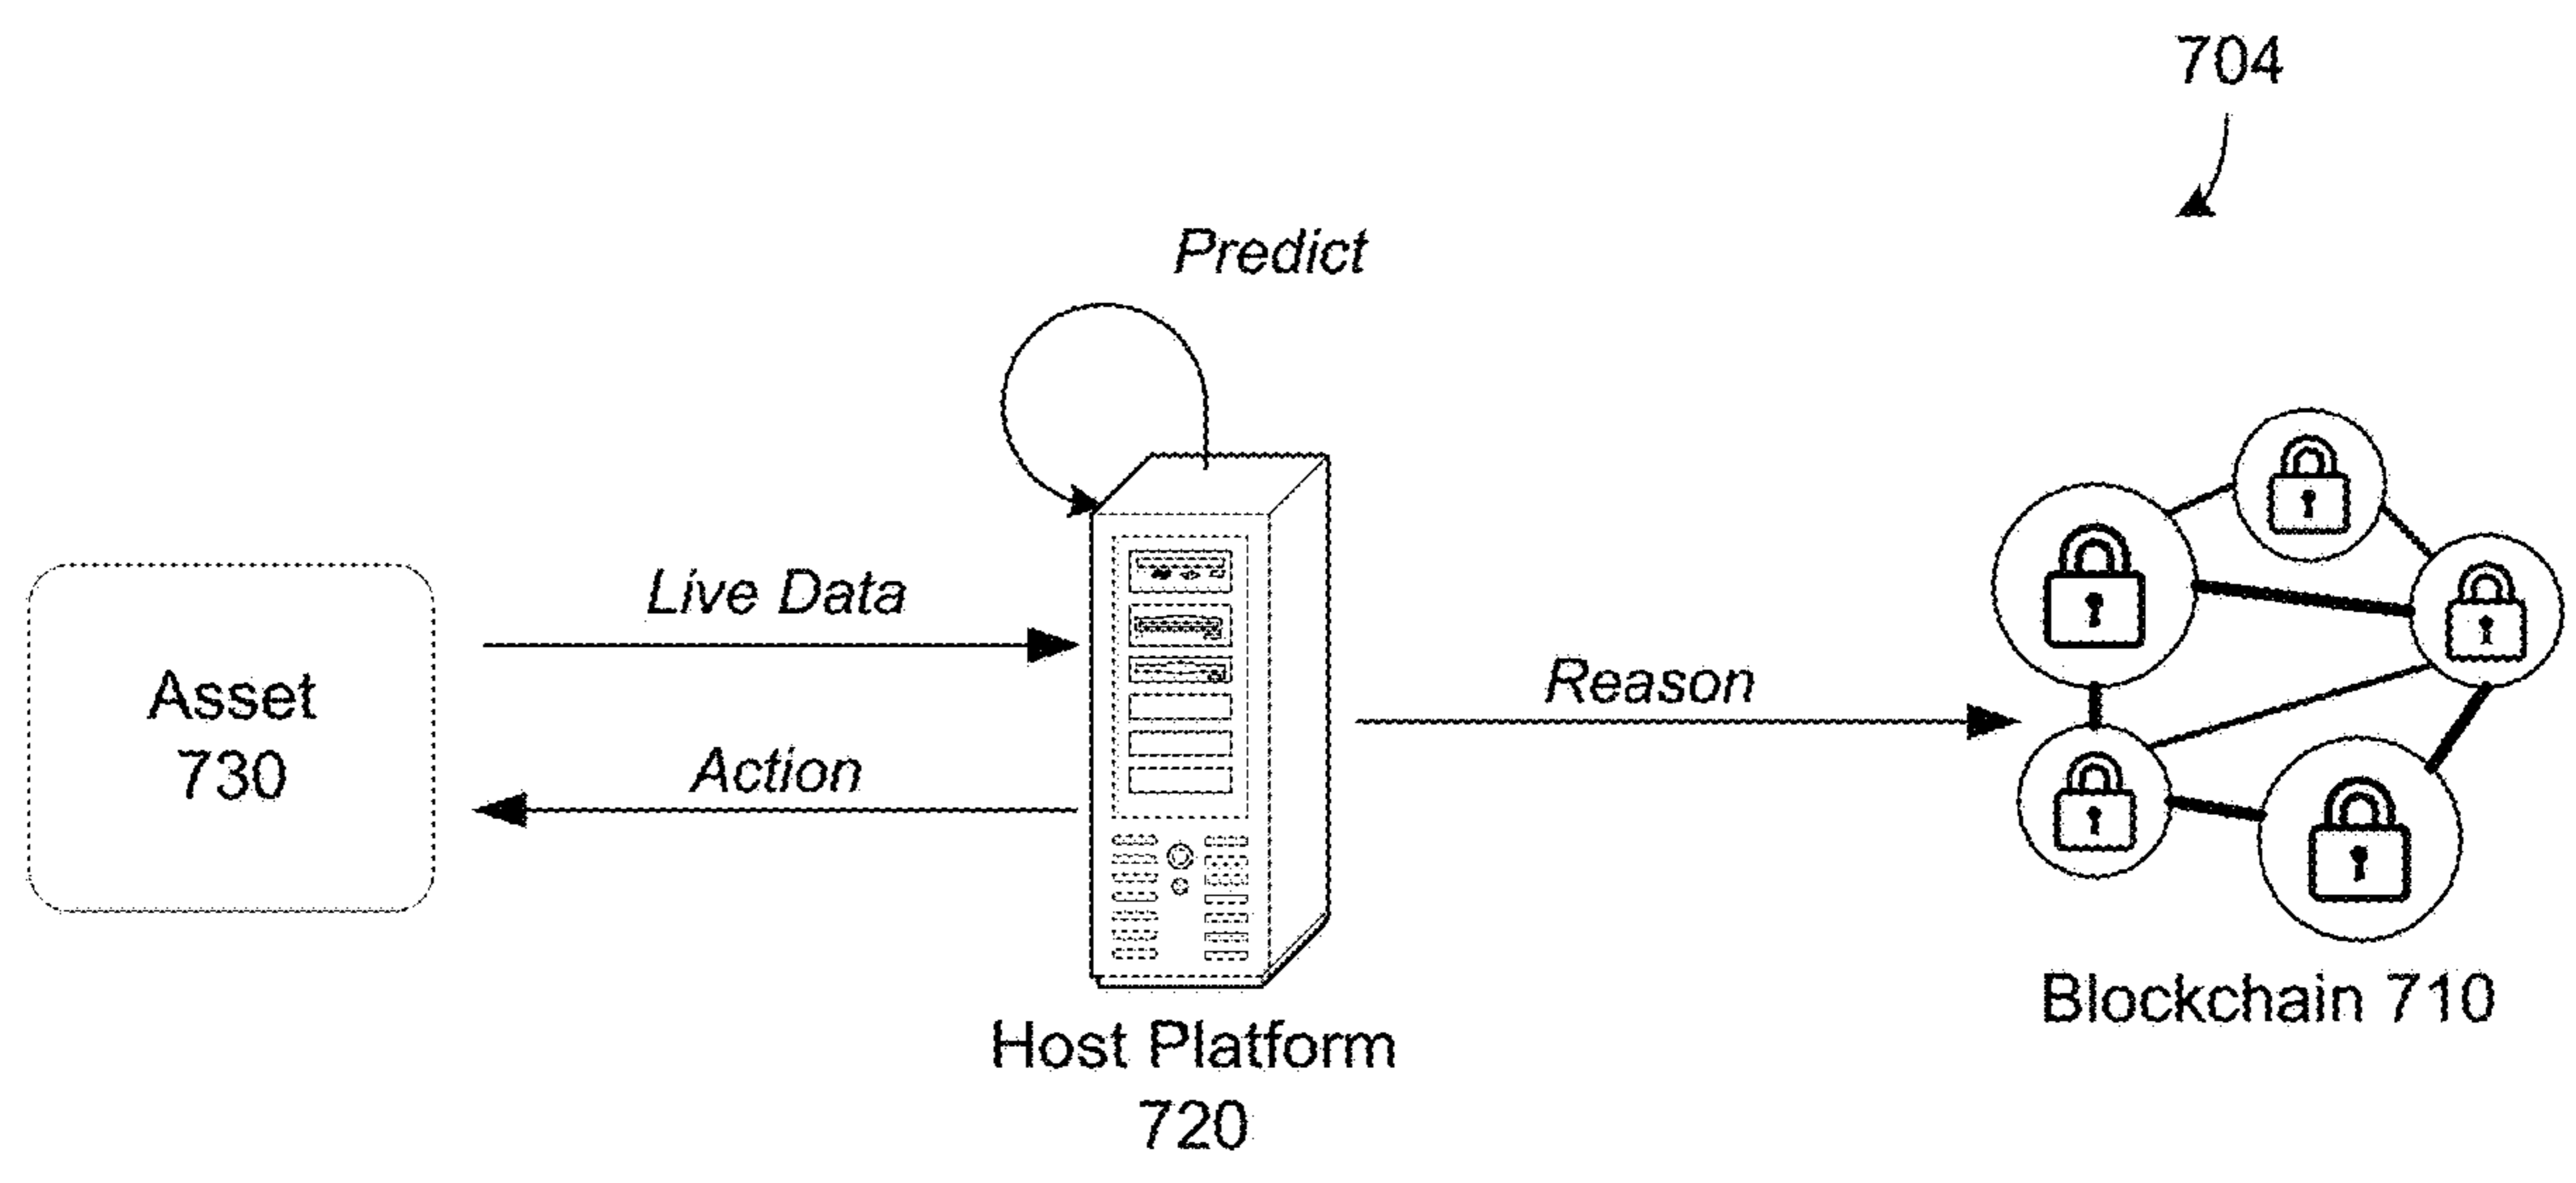 704
Predict
Live Data
Asset
730
Action
Reason
Blockchain 710
Host Platform
720